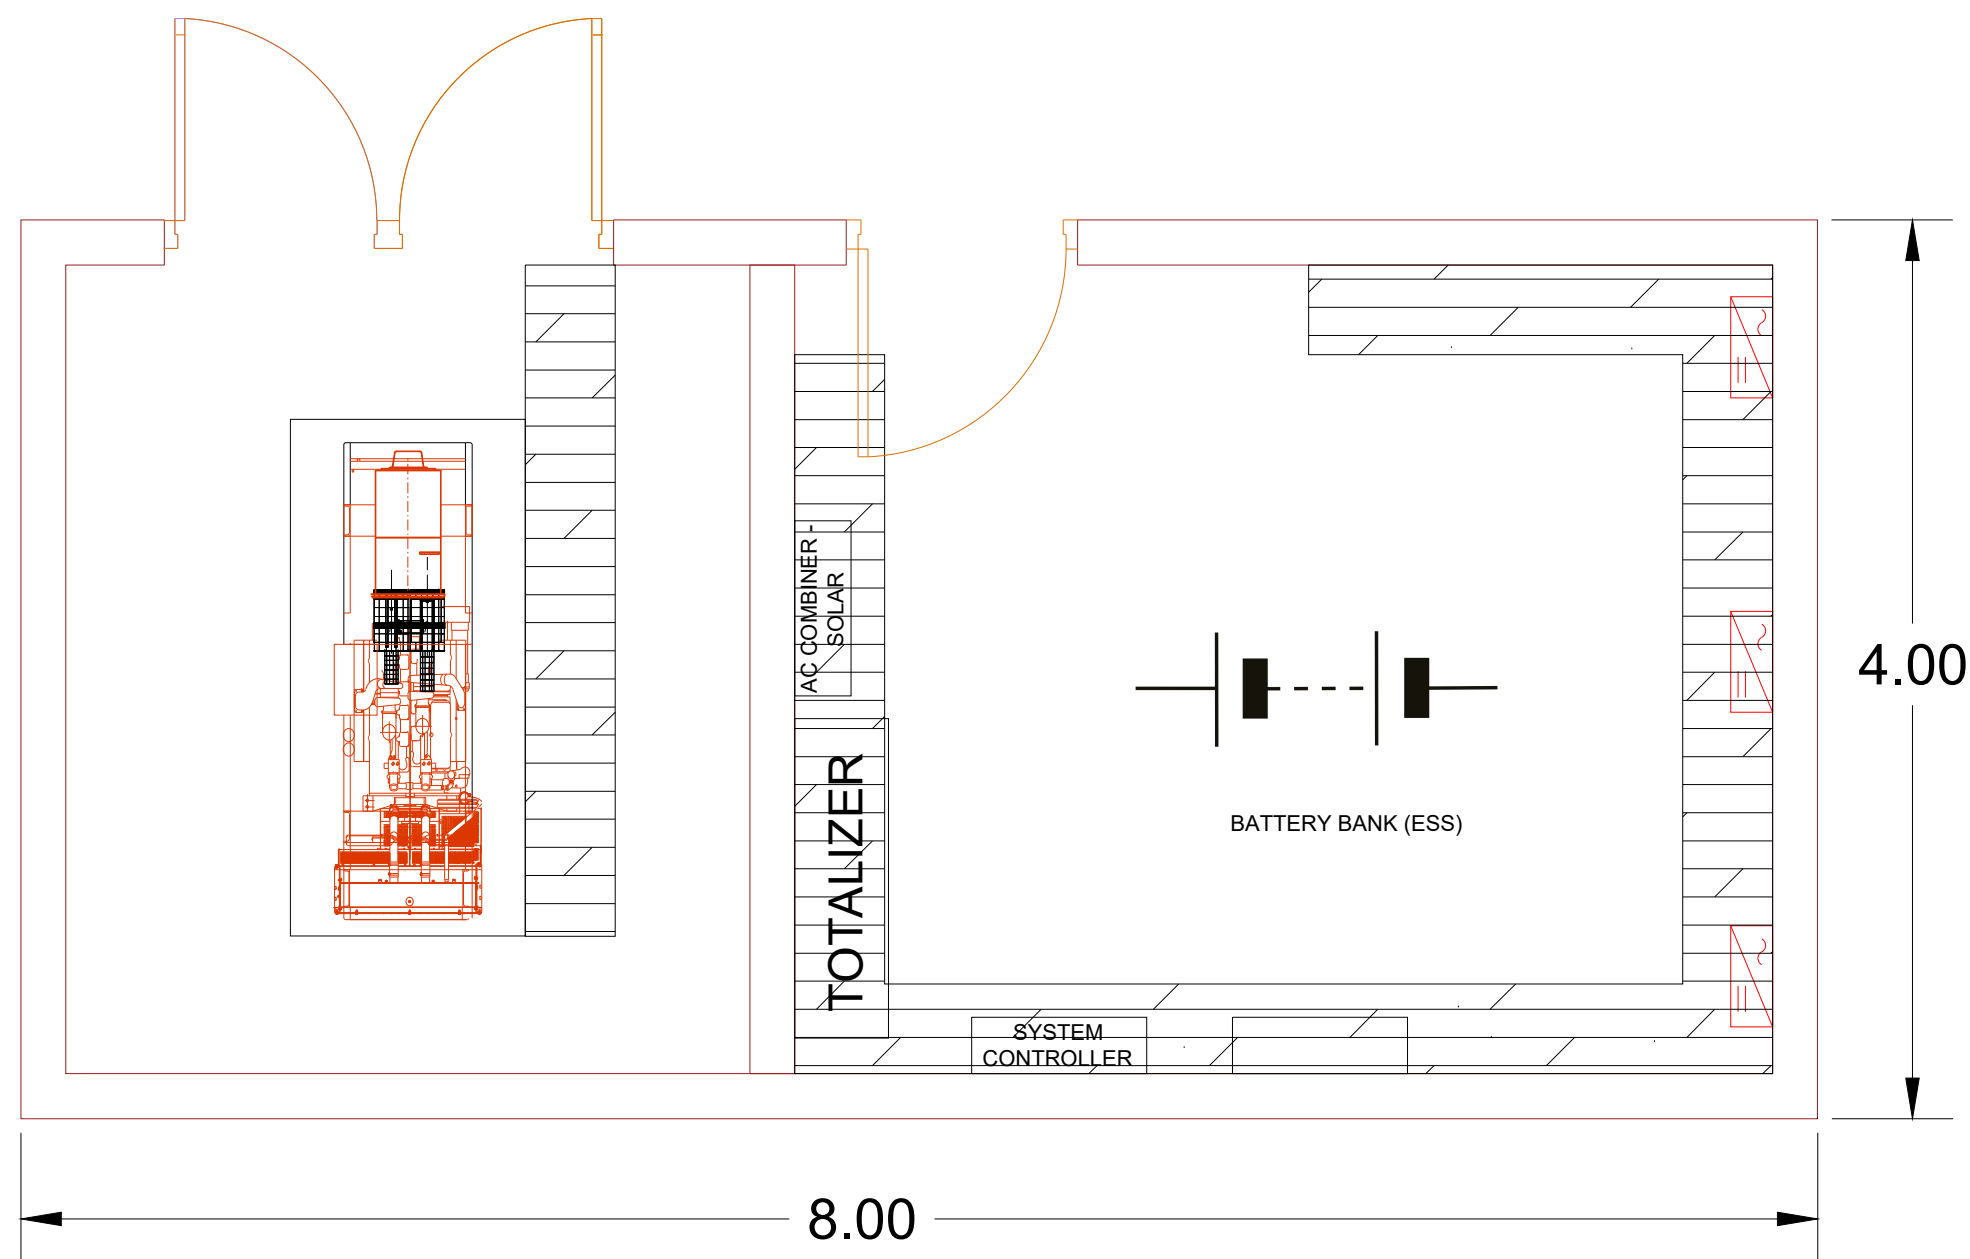 AC COMBINER -
SOLAR
TOTALIZER
BATTERY BANK (ESS)
SYSTEM
CONTROLLER
4.00
8.00